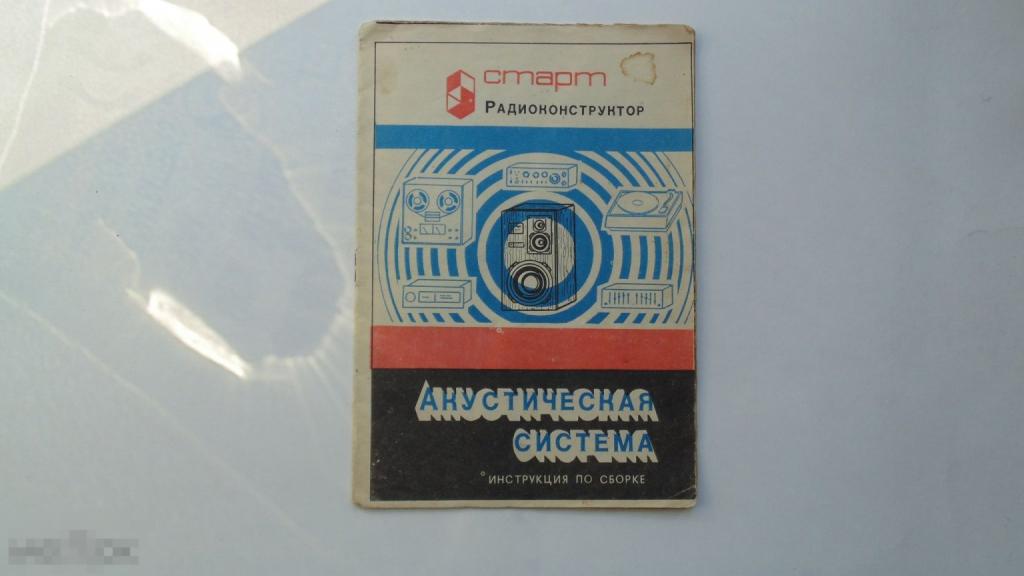 старт
Радиоконструктор
Акустическая
система
инструкция по сборке